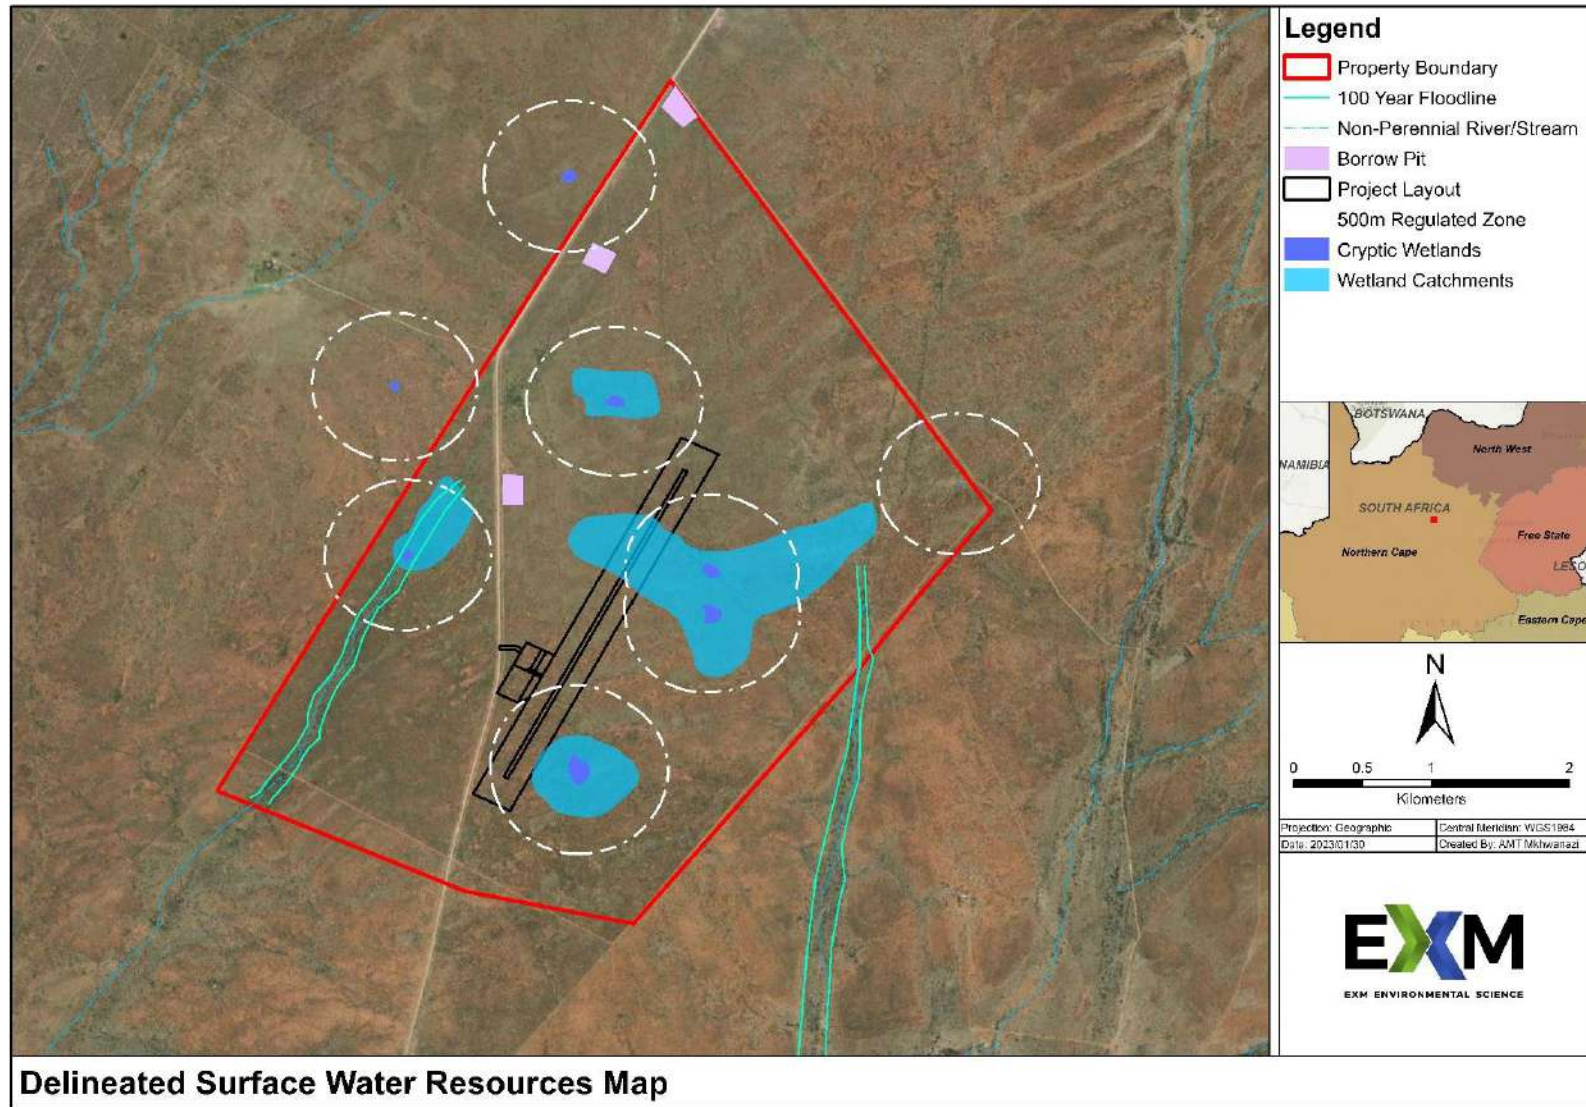 Legend
Property Boundary
100 Year Floodline
Non-Perennial River/Stream
Borrow Pit
Project Layout
500m Regulated Zone
Cryptic Wetlands
Wetland Catchments
BOTSWANA
North West
NAMIBIA
SOUTH AFRICA
Free State
Northern Cape
LESO
Eastern Cape
N
0 0.5 1 2
Kilometers
Projection: Geographic Central Meridian: WGS1984
Date: 2023/01/30 Created By: AMT Mkhwanazi
EXM
EXM ENVIRONMENTAL SCIENCE
Delineated Surface Water Resources Map